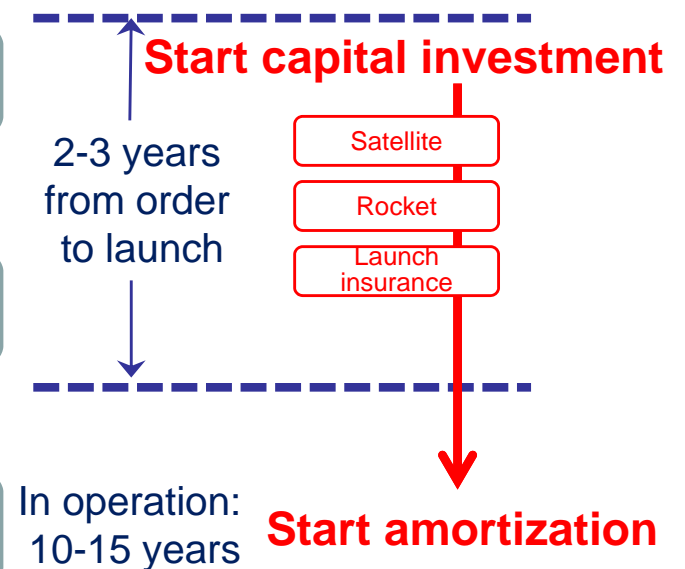 Start capital investment
2-3 years
from order
to launch
Satellite
Rocket
Launch
insurance
In operation:
10-15 years
Start amortization